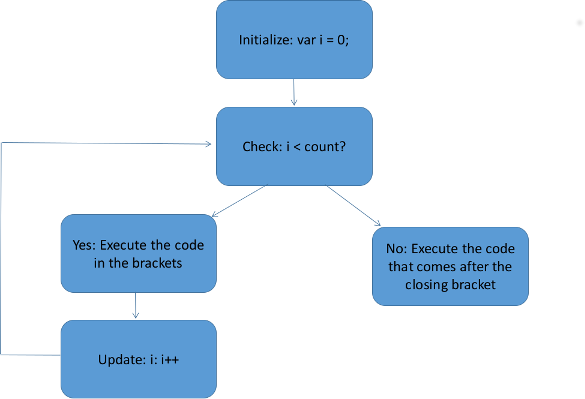 Initialize: var i = 0;
Check: i < count?
Yes: Execute the code
in the brackets
No: Execute the code
that comes after the
closing bracket
Update: i: i++